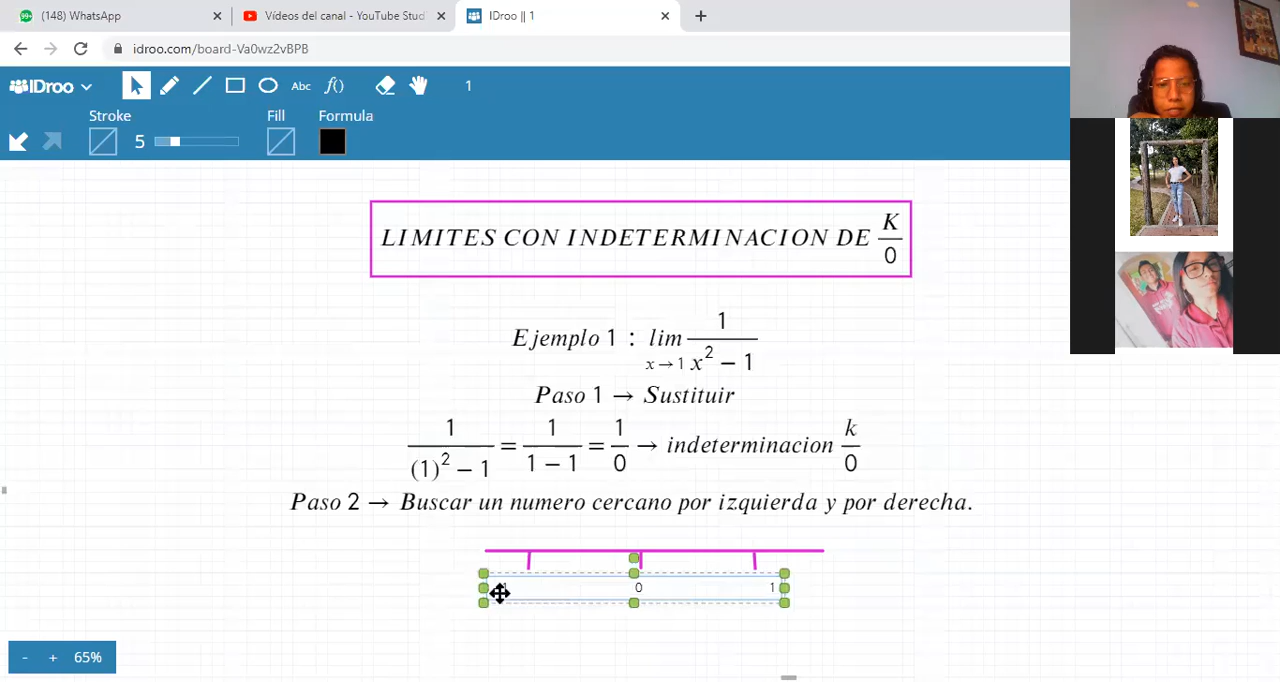 (148) WhatsApp
Vídeos del canal - YouTube Stud
IDroo || 1
idroo.com/board-Va0wz2vBPB
IDroo Abc f() 1
Stroke Fill Formula
5
LIMITES CON INDETERMINACION DE K/0
Ejemplo 1 : lim x→1 1/(x² − 1)
Paso 1 → Sustituir
1/((1)² − 1) = 1/(1 − 1) = 1/0 → indeterminacion k/0
Paso 2 → Buscar un numero cercano por izquierda y por derecha.
0 1
- + 65%